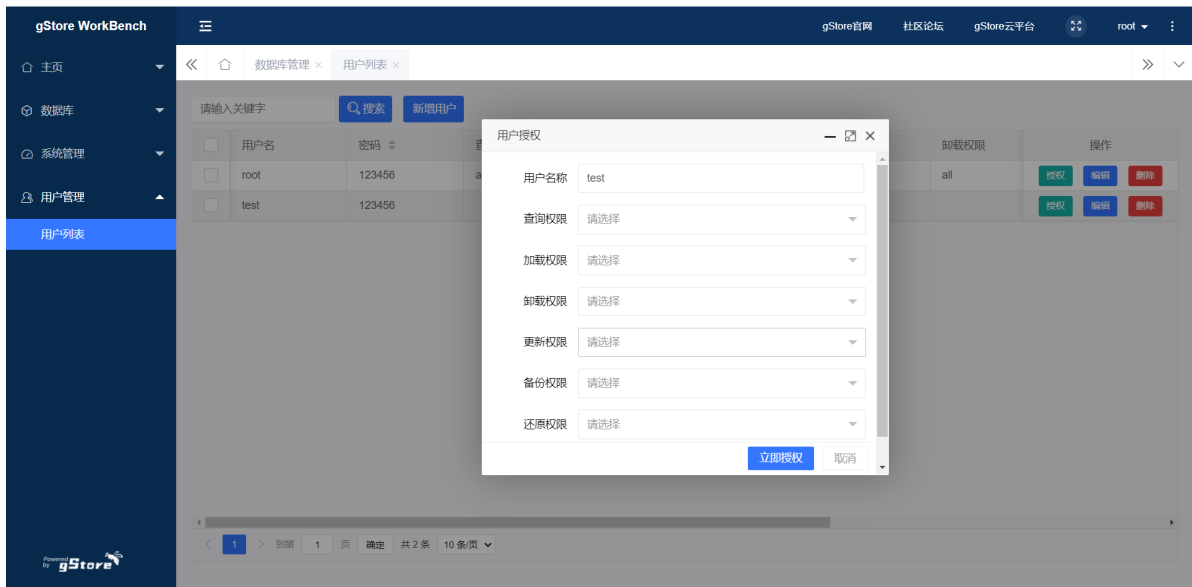 gStore WorkBench
gStore官网 社区论坛 gStore云平台 root
主页
数据库管理 × 用户列表 ×
数据库
请输入关键字 搜索 新增用户
系统管理
用户管理
用户列表
用户名 密码 卸载权限 操作
root 123456 all 授权 编辑 删除
test 123456 授权 编辑 删除
用户授权
用户名称 test
查询权限 请选择
加载权限 请选择
卸载权限 请选择
更新权限 请选择
备份权限 请选择
还原权限 请选择
立即授权 取消
1 到第 1 页 确定 共 2 条 10 条/页
Powered by gStore